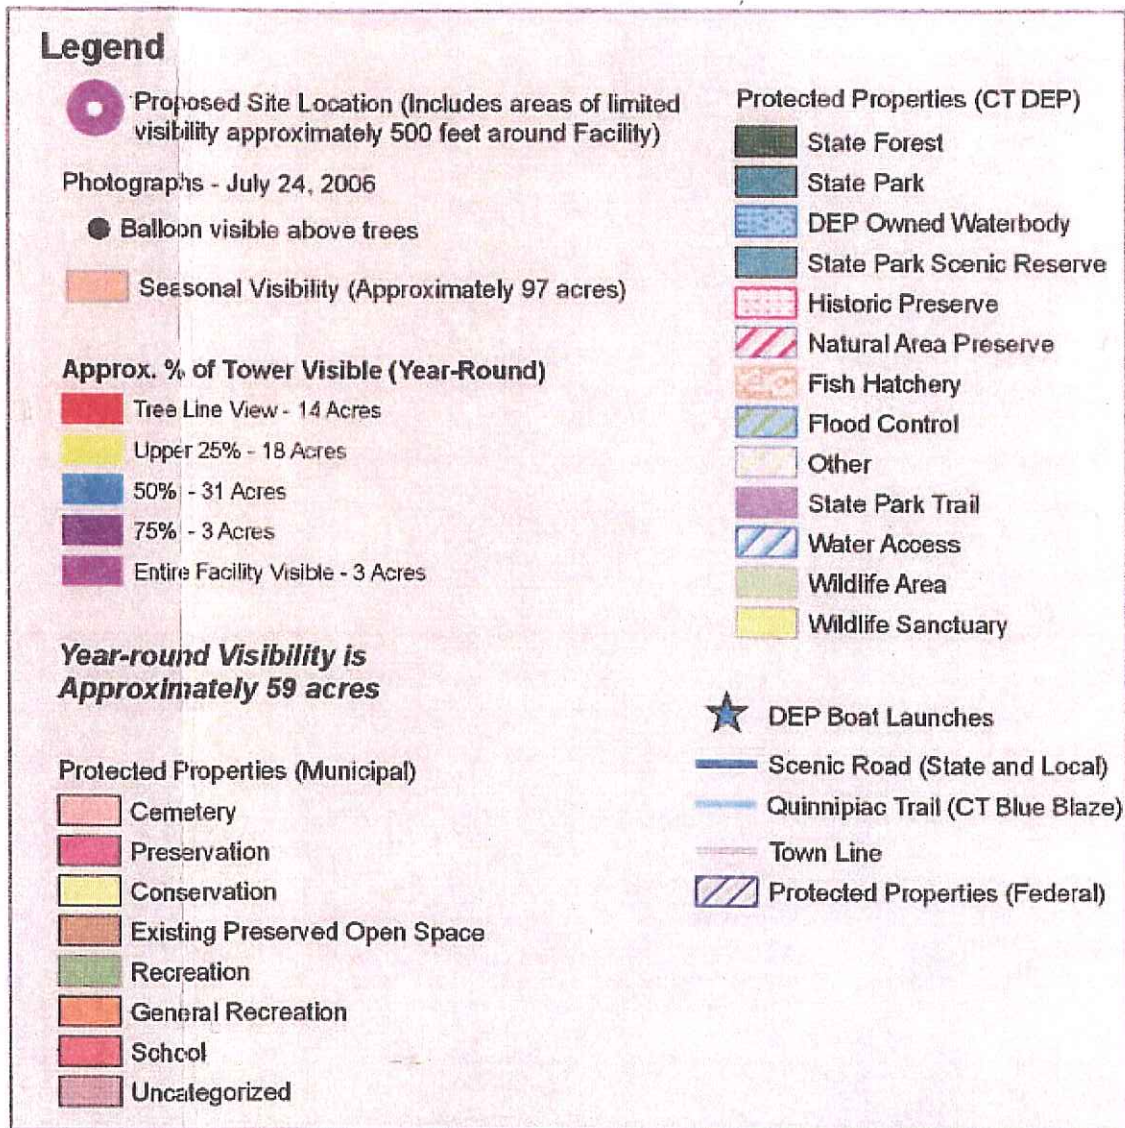 Legend
Proposed Site Location (Includes areas of limited
visibility approximately 500 feet around Facility)
Photographs - July 24, 2006
Balloon visible above trees
Seasonal Visibility (Approximately 97 acres)
Approx. % of Tower Visible (Year-Round)
Tree Line View - 14 Acres
Upper 25% - 18 Acres
50% - 31 Acres
75% - 3 Acres
Entire Facility Visible - 3 Acres
Year-round Visibility is
Approximately 59 acres
Protected Properties (Municipal)
Cemetery
Preservation
Conservation
Existing Preserved Open Space
Recreation
General Recreation
School
Uncategorized
Protected Properties (CT DEP)
State Forest
State Park
DEP Owned Waterbody
State Park Scenic Reserve
Historic Preserve
Natural Area Preserve
Fish Hatchery
Flood Control
Other
State Park Trail
Water Access
Wildlife Area
Wildlife Sanctuary
DEP Boat Launches
Scenic Road (State and Local)
Quinnipiac Trail (CT Blue Blaze)
Town Line
Protected Properties (Federal)